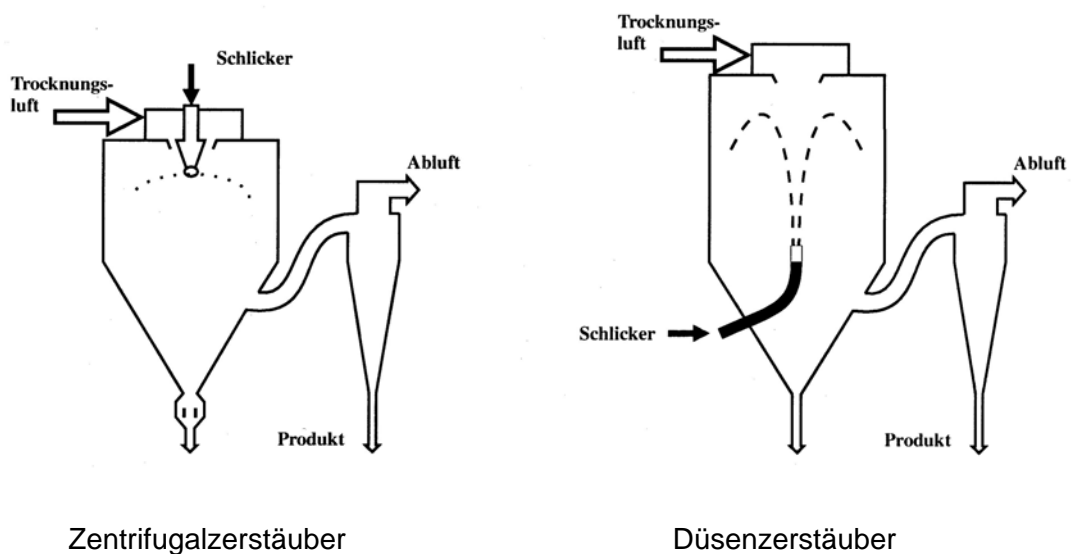 Schlicker
Trocknungs-
luft
Abluft
Produkt
Zentrifugalzerstäuber
Trocknungs-
luft
Abluft
Schlicker
Produkt
Düsenzerstäuber